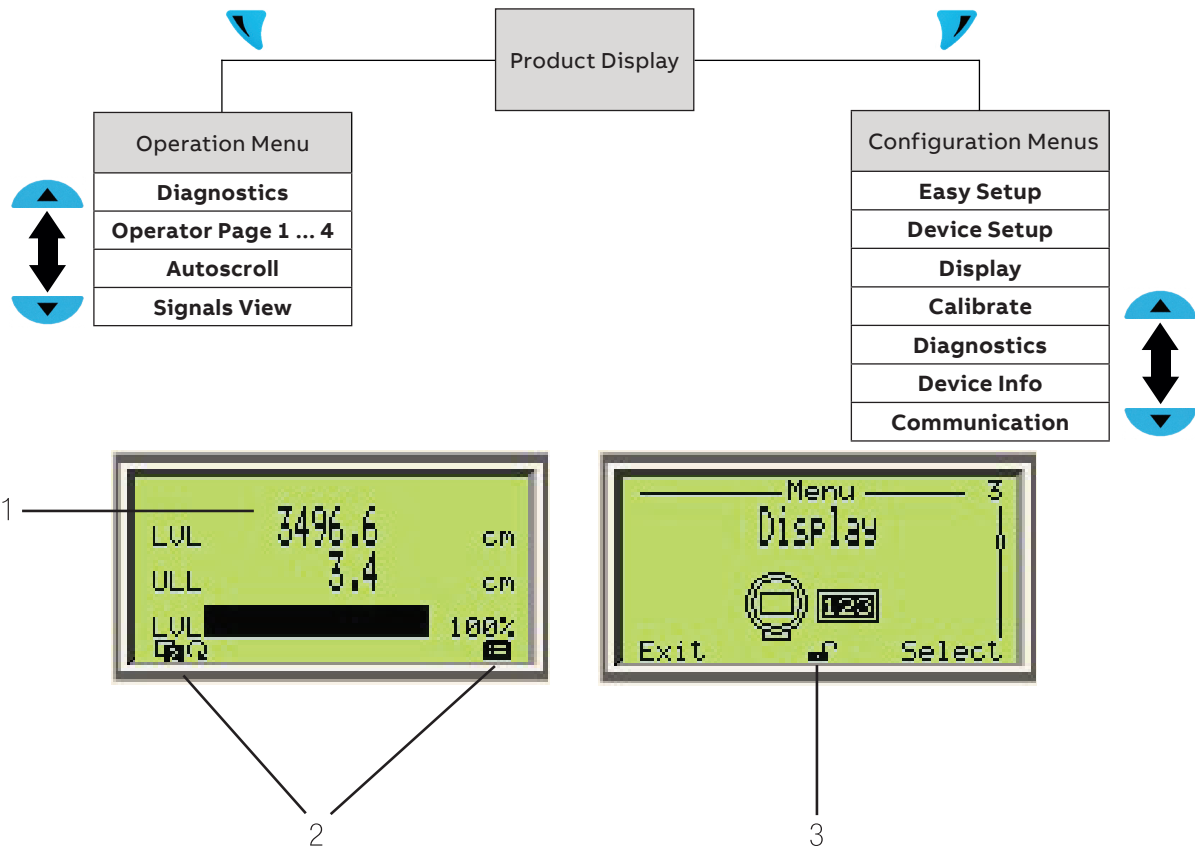 Product Display
Operation Menu
Diagnostics
Operator Page 1 ... 4
Autoscroll
Signals View
Configuration Menus
Easy Setup
Device Setup
Display
Calibrate
Diagnostics
Device Info
Communication
1
LVL 3496.6 cm
ULL 3.4 cm
LVL 100%
2
Menu 3
Display
123
Exit Select
3